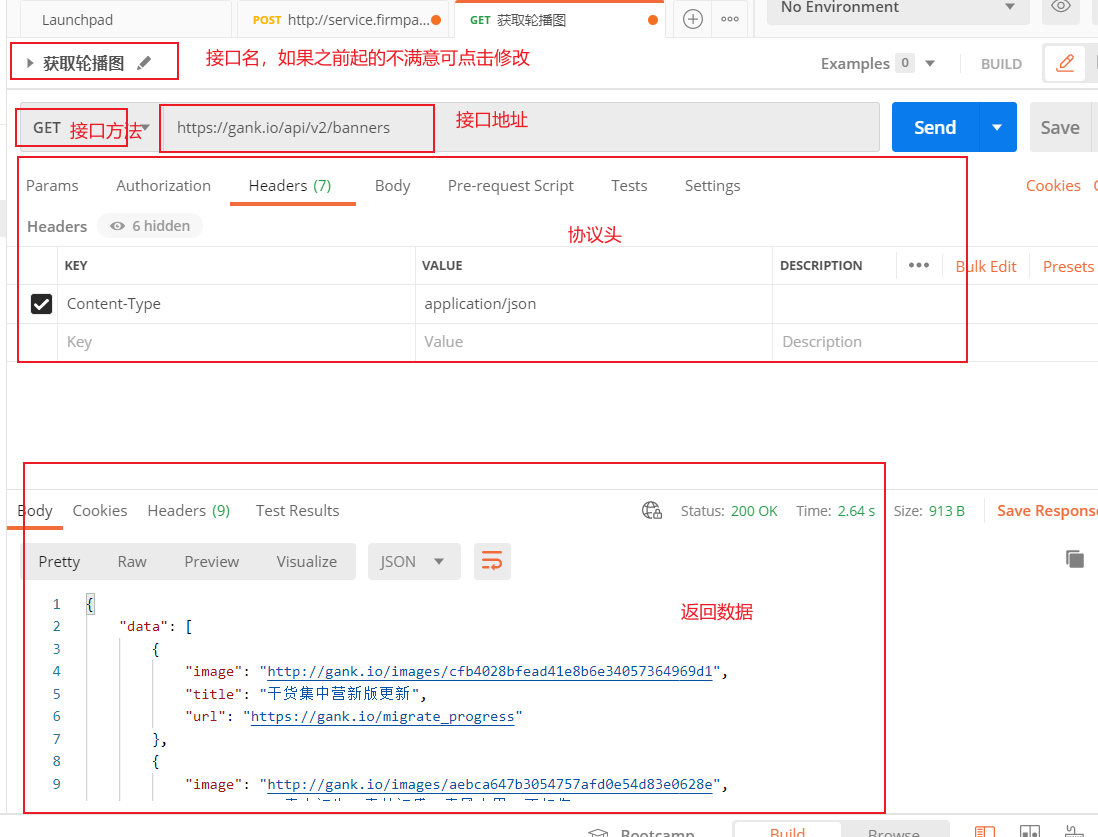 Launchpad POST http://service.firmpa... GET 获取轮播图 No Environment
获取轮播图 接口名，如果之前起的不满意可点击修改 Examples 0 BUILD
GET 接口方法 https://gank.io/api/v2/banners 接口地址 Send Save
Params Authorization Headers (7) Body Pre-request Script Tests Settings Cookies
Headers 6 hidden
协议头
KEY VALUE DESCRIPTION ••• Bulk Edit Presets
Content-Type application/json
Key Value Description
Body Cookies Headers (9) Test Results Status: 200 OK Time: 2.64 s Size: 913 B Save Respons
Pretty Raw Preview Visualize JSON
返回数据
1 {
2 "data": [
3 {
4 "image": "http://gank.io/images/cfb4028bfead41e8b6e34057364969d1",
5 "title": "干货集中营新版更新",
6 "url": "https://gank.io/migrate_progress"
7 },
8 {
9 "image": "http://gank.io/images/aebca647b3054757afd0e54d83e0628e",
Bootcamp Build Browse